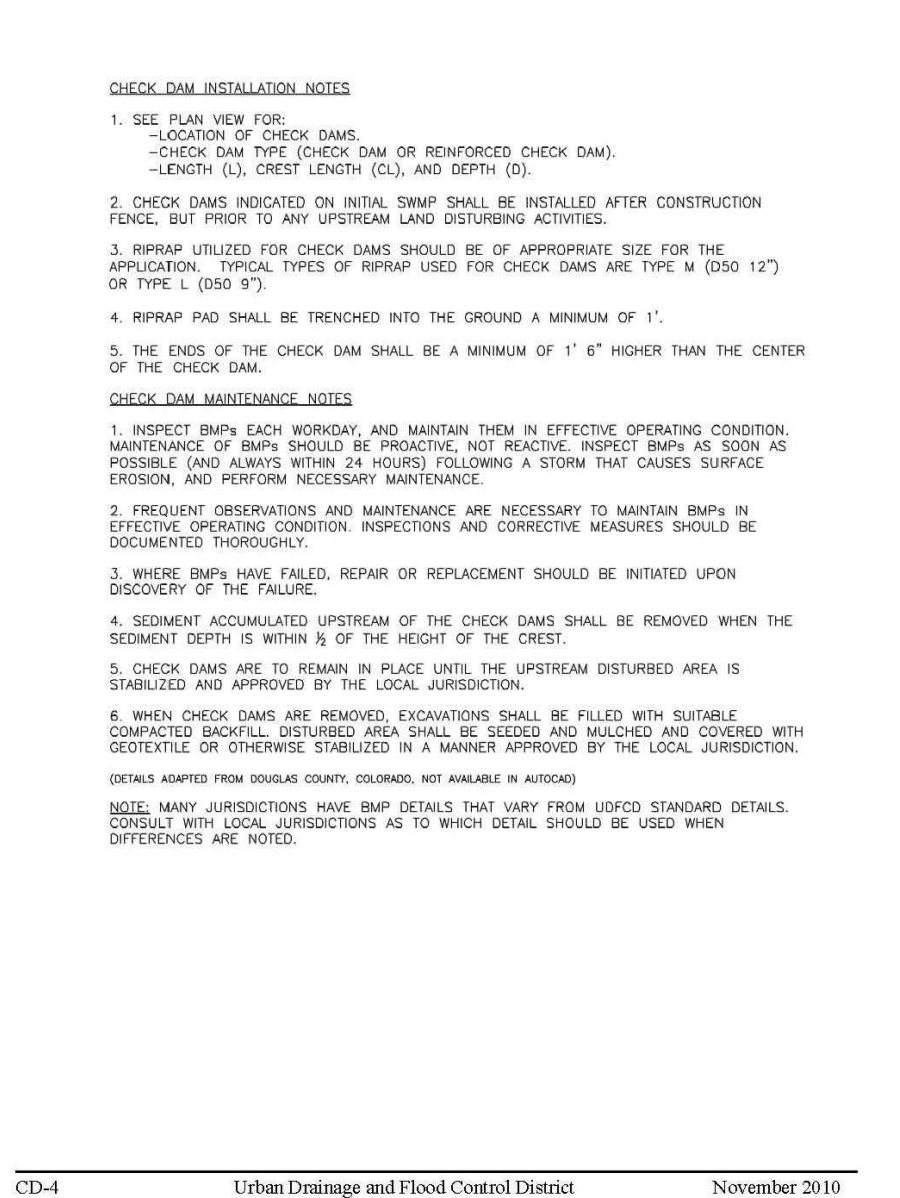 CHECK DAM INSTALLATION NOTES
1. SEE PLAN VIEW FOR:
–LOCATION OF CHECK DAMS.
–CHECK DAM TYPE (CHECK DAM OR REINFORCED CHECK DAM).
–LENGTH (L), CREST LENGTH (CL), AND DEPTH (D).
2. CHECK DAMS INDICATED ON INITIAL SWMP SHALL BE INSTALLED AFTER CONSTRUCTION
FENCE, BUT PRIOR TO ANY UPSTREAM LAND DISTURBING ACTIVITIES.
3. RIPRAP UTILIZED FOR CHECK DAMS SHOULD BE OF APPROPRIATE SIZE FOR THE
APPLICATION. TYPICAL TYPES OF RIPRAP USED FOR CHECK DAMS ARE TYPE M (D50 12")
OR TYPE L (D50 9").
4. RIPRAP PAD SHALL BE TRENCHED INTO THE GROUND A MINIMUM OF 1'.
5. THE ENDS OF THE CHECK DAM SHALL BE A MINIMUM OF 1' 6" HIGHER THAN THE CENTER
OF THE CHECK DAM.
CHECK DAM MAINTENANCE NOTES
1. INSPECT BMPs EACH WORKDAY, AND MAINTAIN THEM IN EFFECTIVE OPERATING CONDITION.
MAINTENANCE OF BMPs SHOULD BE PROACTIVE, NOT REACTIVE. INSPECT BMPs AS SOON AS
POSSIBLE (AND ALWAYS WITHIN 24 HOURS) FOLLOWING A STORM THAT CAUSES SURFACE
EROSION, AND PERFORM NECESSARY MAINTENANCE.
2. FREQUENT OBSERVATIONS AND MAINTENANCE ARE NECESSARY TO MAINTAIN BMPs IN
EFFECTIVE OPERATING CONDITION. INSPECTIONS AND CORRECTIVE MEASURES SHOULD BE
DOCUMENTED THOROUGHLY.
3. WHERE BMPs HAVE FAILED, REPAIR OR REPLACEMENT SHOULD BE INITIATED UPON
DISCOVERY OF THE FAILURE.
4. SEDIMENT ACCUMULATED UPSTREAM OF THE CHECK DAMS SHALL BE REMOVED WHEN THE
SEDIMENT DEPTH IS WITHIN ½ OF THE HEIGHT OF THE CREST.
5. CHECK DAMS ARE TO REMAIN IN PLACE UNTIL THE UPSTREAM DISTURBED AREA IS
STABILIZED AND APPROVED BY THE LOCAL JURISDICTION.
6. WHEN CHECK DAMS ARE REMOVED, EXCAVATIONS SHALL BE FILLED WITH SUITABLE
COMPACTED BACKFILL. DISTURBED AREA SHALL BE SEEDED AND MULCHED AND COVERED WITH
GEOTEXTILE OR OTHERWISE STABILIZED IN A MANNER APPROVED BY THE LOCAL JURISDICTION.
(DETAILS ADAPTED FROM DOUGLAS COUNTY, COLORADO, NOT AVAILABLE IN AUTOCAD)
NOTE: MANY JURISDICTIONS HAVE BMP DETAILS THAT VARY FROM UDFCD STANDARD DETAILS.
CONSULT WITH LOCAL JURISDICTIONS AS TO WHICH DETAIL SHOULD BE USED WHEN
DIFFERENCES ARE NOTED.
CD-4 Urban Drainage and Flood Control District November 2010